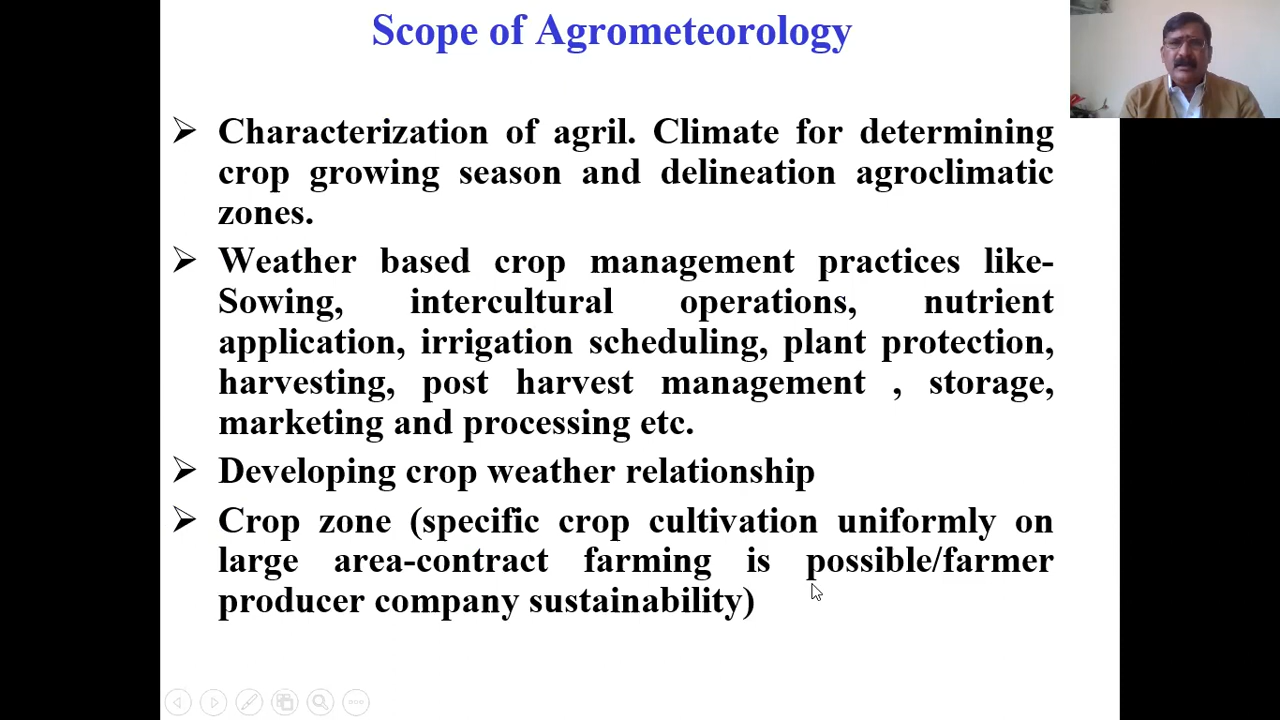 Scope of Agrometeorology
➢ Characterization of agril. Climate for determining
crop growing season and delineation agroclimatic
zones.
➢ Weather based crop management practices like-
Sowing, intercultural operations, nutrient
application, irrigation scheduling, plant protection,
harvesting, post harvest management , storage,
marketing and processing etc.
➢ Developing crop weather relationship
➢ Crop zone (specific crop cultivation uniformly on
large area-contract farming is possible/farmer
producer company sustainability)